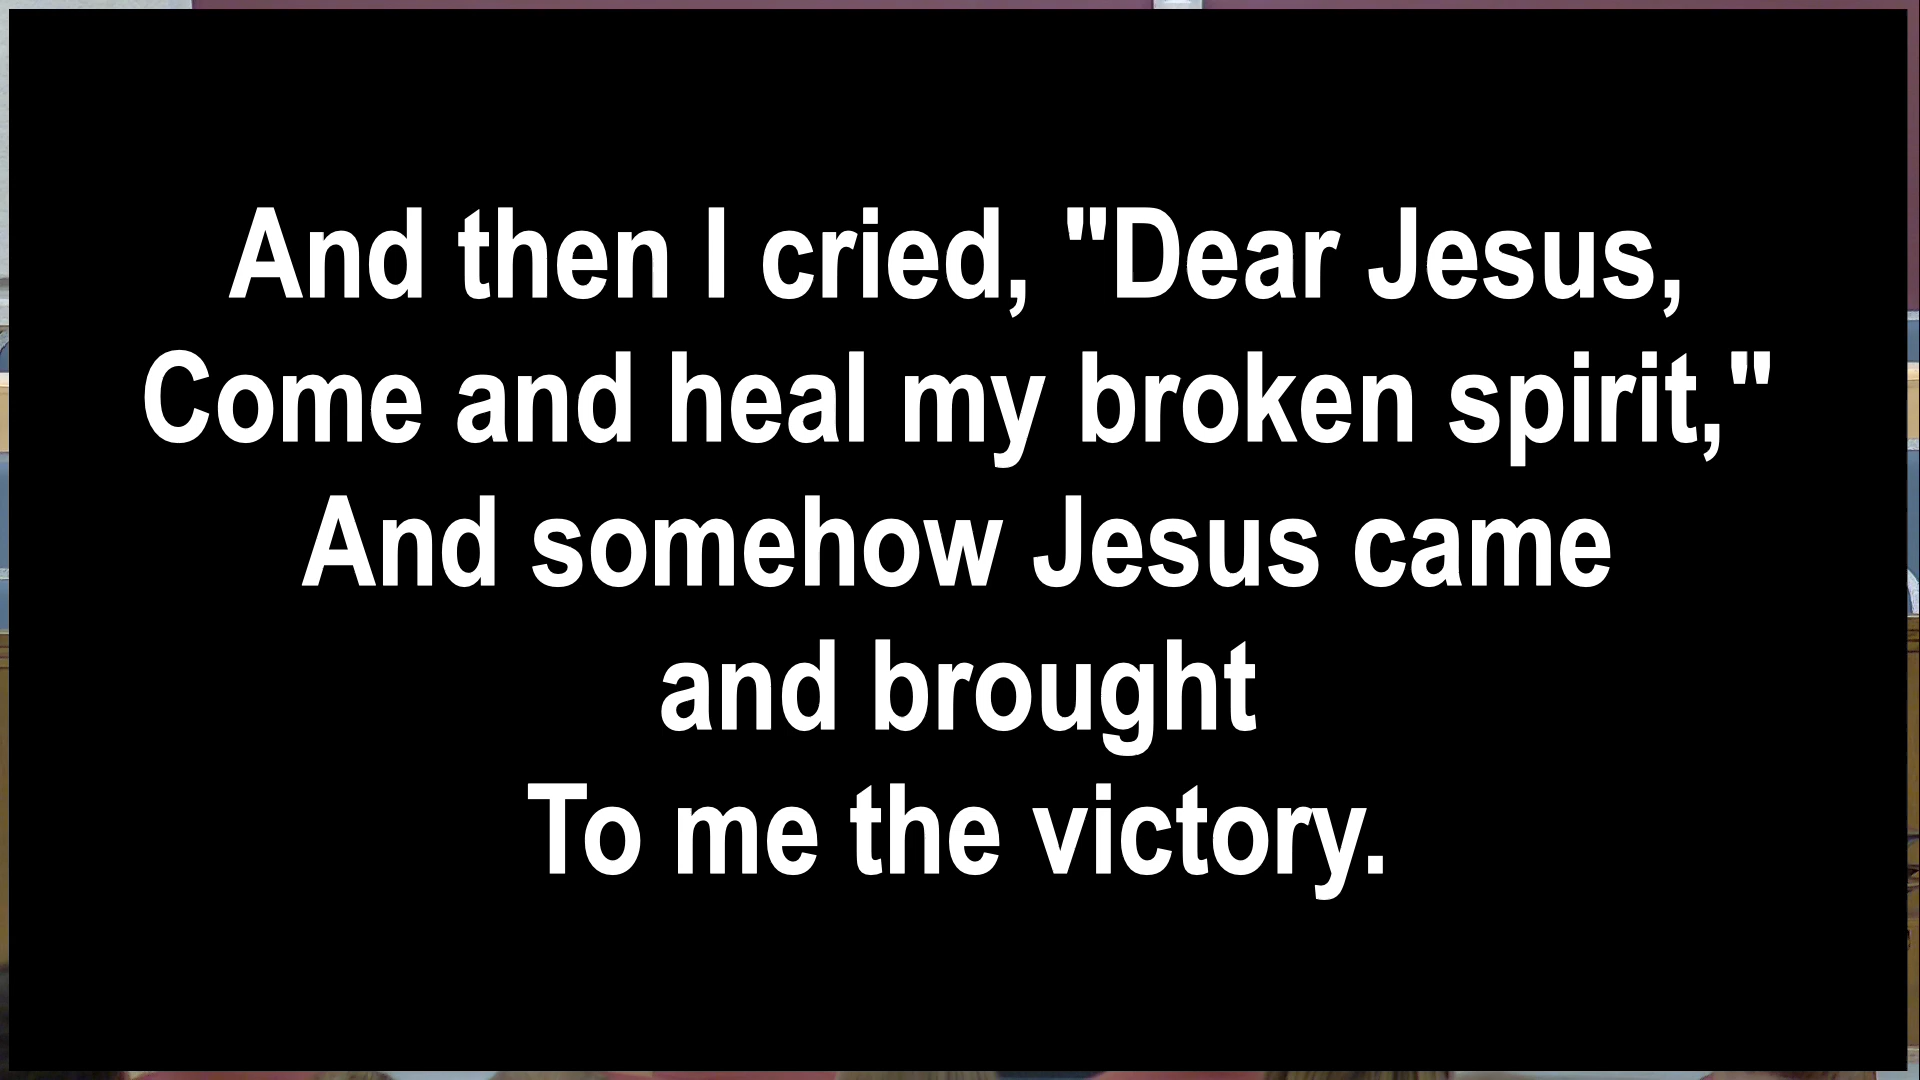 And then I cried, "Dear Jesus,
Come and heal my broken spirit,"
And somehow Jesus came
and brought
To me the victory.